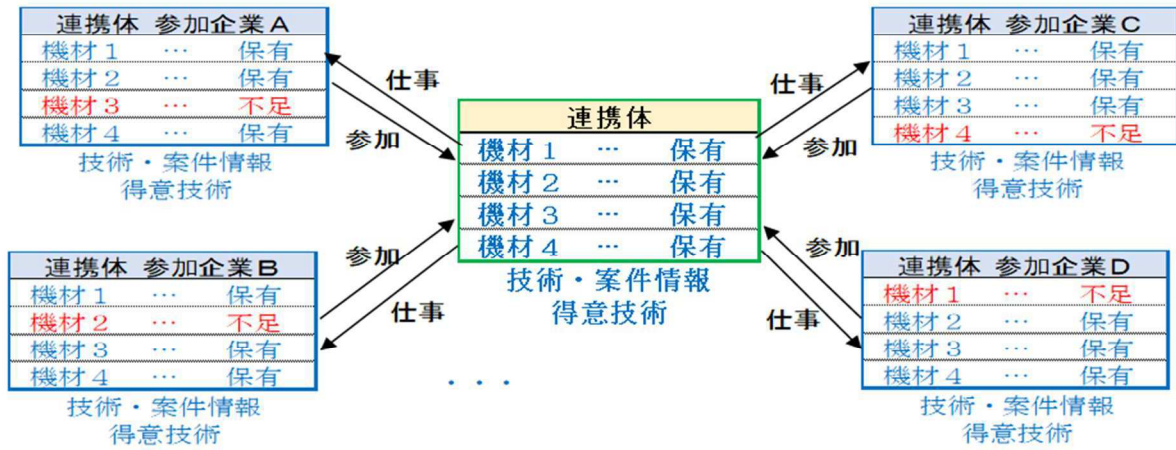 連携体 参加企業A
機材1 … 保有
機材2 … 保有
機材3 … 不足
機材4 … 保有
技術・案件情報
得意技術
仕事
参加
連携体 参加企業B
機材1 … 保有
機材2 … 不足
機材3 … 保有
機材4 … 保有
技術・案件情報
得意技術
参加
仕事
連携体
機材1 … 保有
機材2 … 保有
機材3 … 保有
機材4 … 保有
技術・案件情報
得意技術
・・・
連携体 参加企業C
機材1 … 保有
機材2 … 保有
機材3 … 保有
機材4 … 不足
技術・案件情報
得意技術
仕事
参加
連携体 参加企業D
機材1 … 不足
機材2 … 保有
機材3 … 保有
機材4 … 保有
技術・案件情報
得意技術
参加
仕事